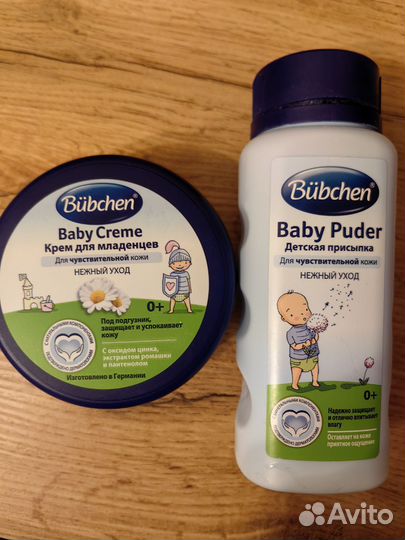 Bübchen®
Baby Creme
Крем для младенцев
Для чувствительной кожи
НЕЖНЫЙ УХОД
0+
Под подгузник,
защищает и успокаивает
кожу
С оксидом цинка,
экстрактом ромашки
и пантенолом
Изготовлено в Германии
Bübchen®
Baby Puder
Детская присыпка
Для чувствительной кожи
НЕЖНЫЙ УХОД
0+
Надежно защищает
и отлично впитывает
влагу
Оставляет на коже
приятное ощущение
Avito